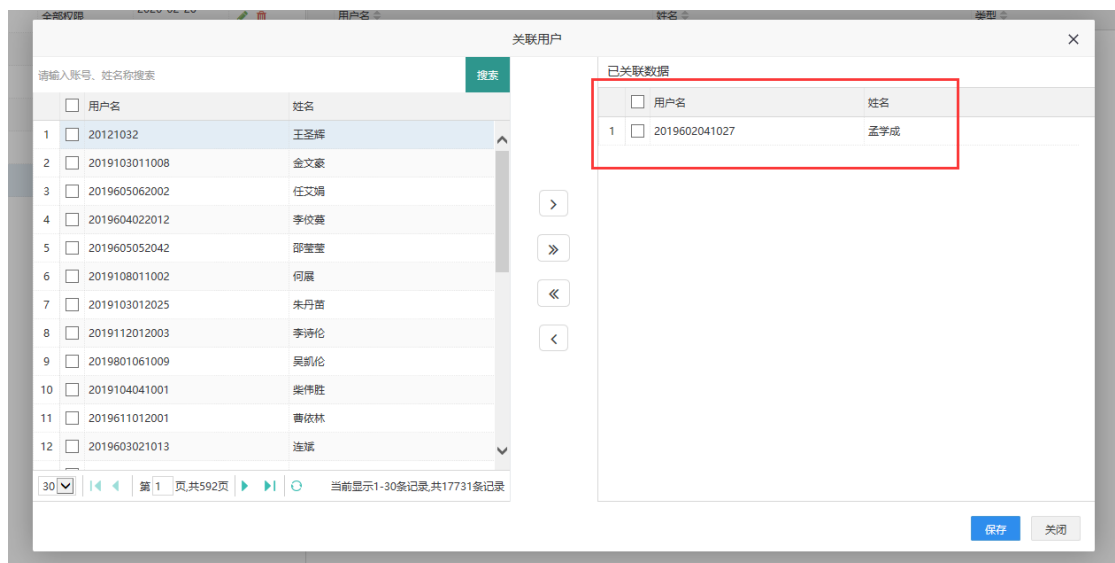 全部权限 2020-02-20 用户名 姓名 类型
关联用户
请输入账号、姓名称搜索 搜索 已关联数据
用户名 姓名
1 20121032 王圣辉
2 2019103011008 金文豪
3 2019605062002 任艾娟
4 2019604022012 李佼蔓
5 2019605052042 邵莹莹
6 2019108011002 何展
7 2019103012025 朱丹苗
8 2019112012003 李诗伦
9 2019801061009 吴凯伦
10 2019104041001 柴伟胜
11 2019611012001 曹依林
12 2019603021013 连斌
30 第 1 页,共592页 当前显示1-30条记录,共17731条记录
用户名 姓名
1 2019602041027 孟学成
保存 关闭